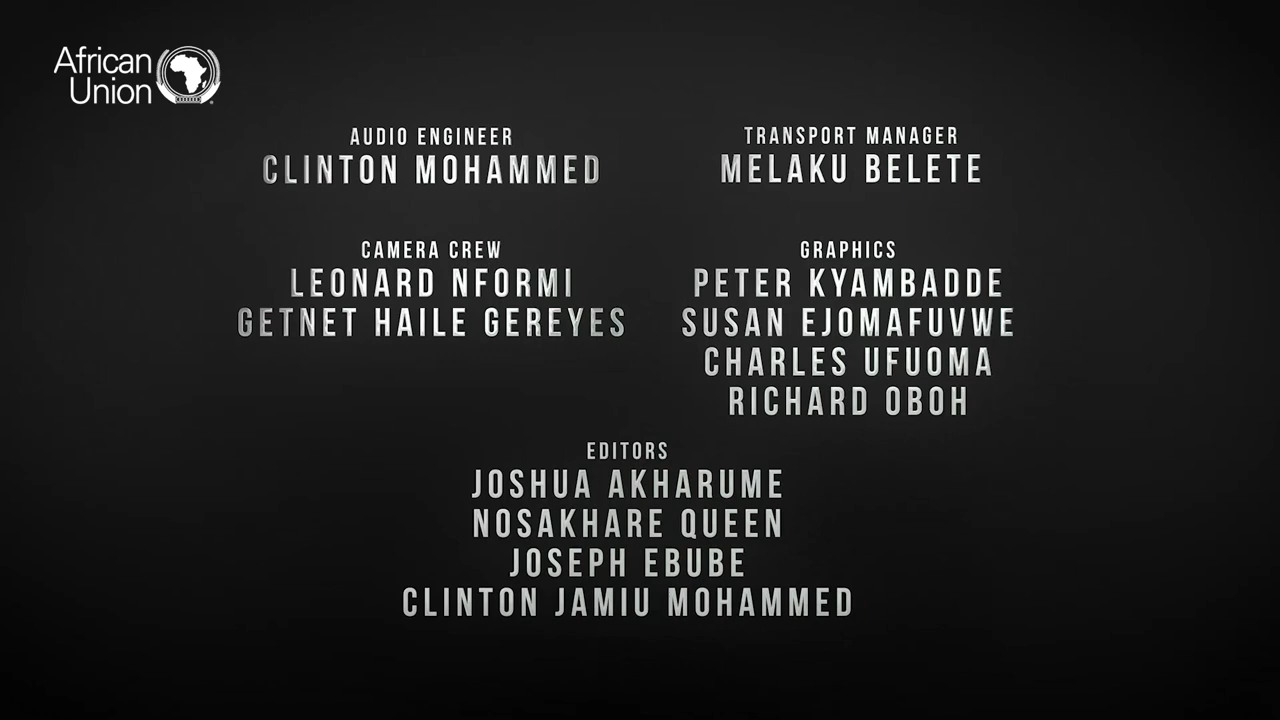 African
Union
AUDIO ENGINEER
CLINTON MOHAMMED
TRANSPORT MANAGER
MELAKU BELETE
CAMERA CREW
LEONARD NFORMI
GETNET HAILE GEREYES
GRAPHICS
PETER KYAMBADDE
SUSAN EJOMAFUVWE
CHARLES UFUOMA
RICHARD OBOH
EDITORS
JOSHUA AKHARUME
NOSAKHARE QUEEN
JOSEPH EBUBE
CLINTON JAMIU MOHAMMED